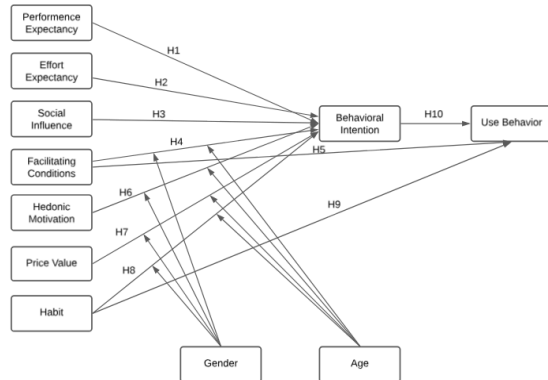 Performence
Expectancy
H1
Effort
Expectancy
H2
Social
Influence
H3
Behavioral
Intention
H10
Use Behavior
Facilitating
Conditions
H4
H5
Hedonic
Motivation
H6
H9
Price Value
H7
Habit
H8
Gender
Age